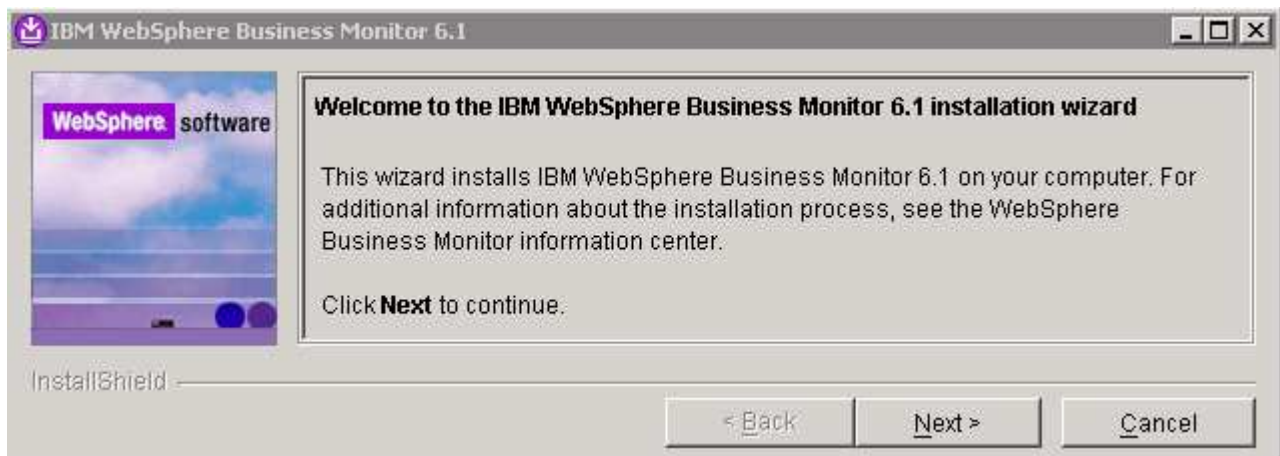 IBM WebSphere Business Monitor 6.1
WebSphere software
Welcome to the IBM WebSphere Business Monitor 6.1 installation wizard
This wizard installs IBM WebSphere Business Monitor 6.1 on your computer. For
additional information about the installation process, see the WebSphere
Business Monitor information center.
Click Next to continue.
InstallShield
< Back
Next >
Cancel